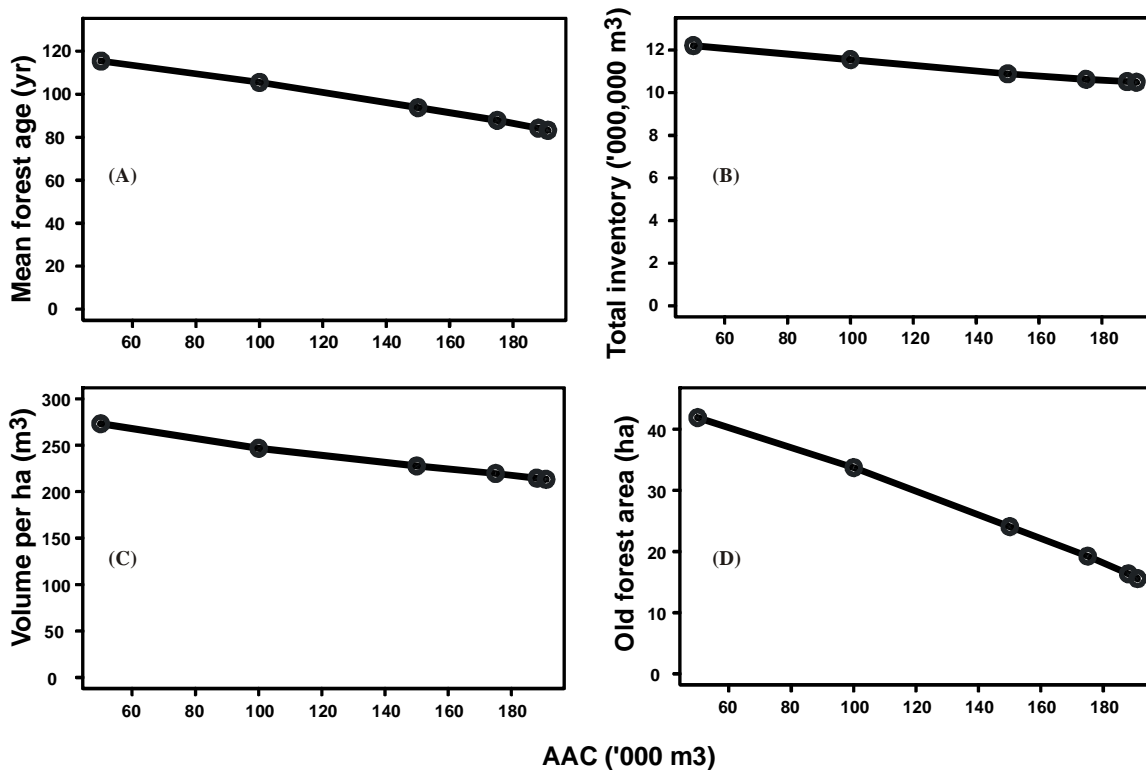 Mean forest age (yr)
120
100
80
60
40
20
0
(A)
60 80 100 120 140 160 180
Total inventory ('000,000 m3)
12
10
8
6
4
2
0
(B)
60 80 100 120 140 160 180
Volume per ha (m3)
300
250
200
150
100
50
0
(C)
60 80 100 120 140 160 180
Old forest area (ha)
40
30
20
10
0
(D)
60 80 100 120 140 160 180
AAC ('000 m3)